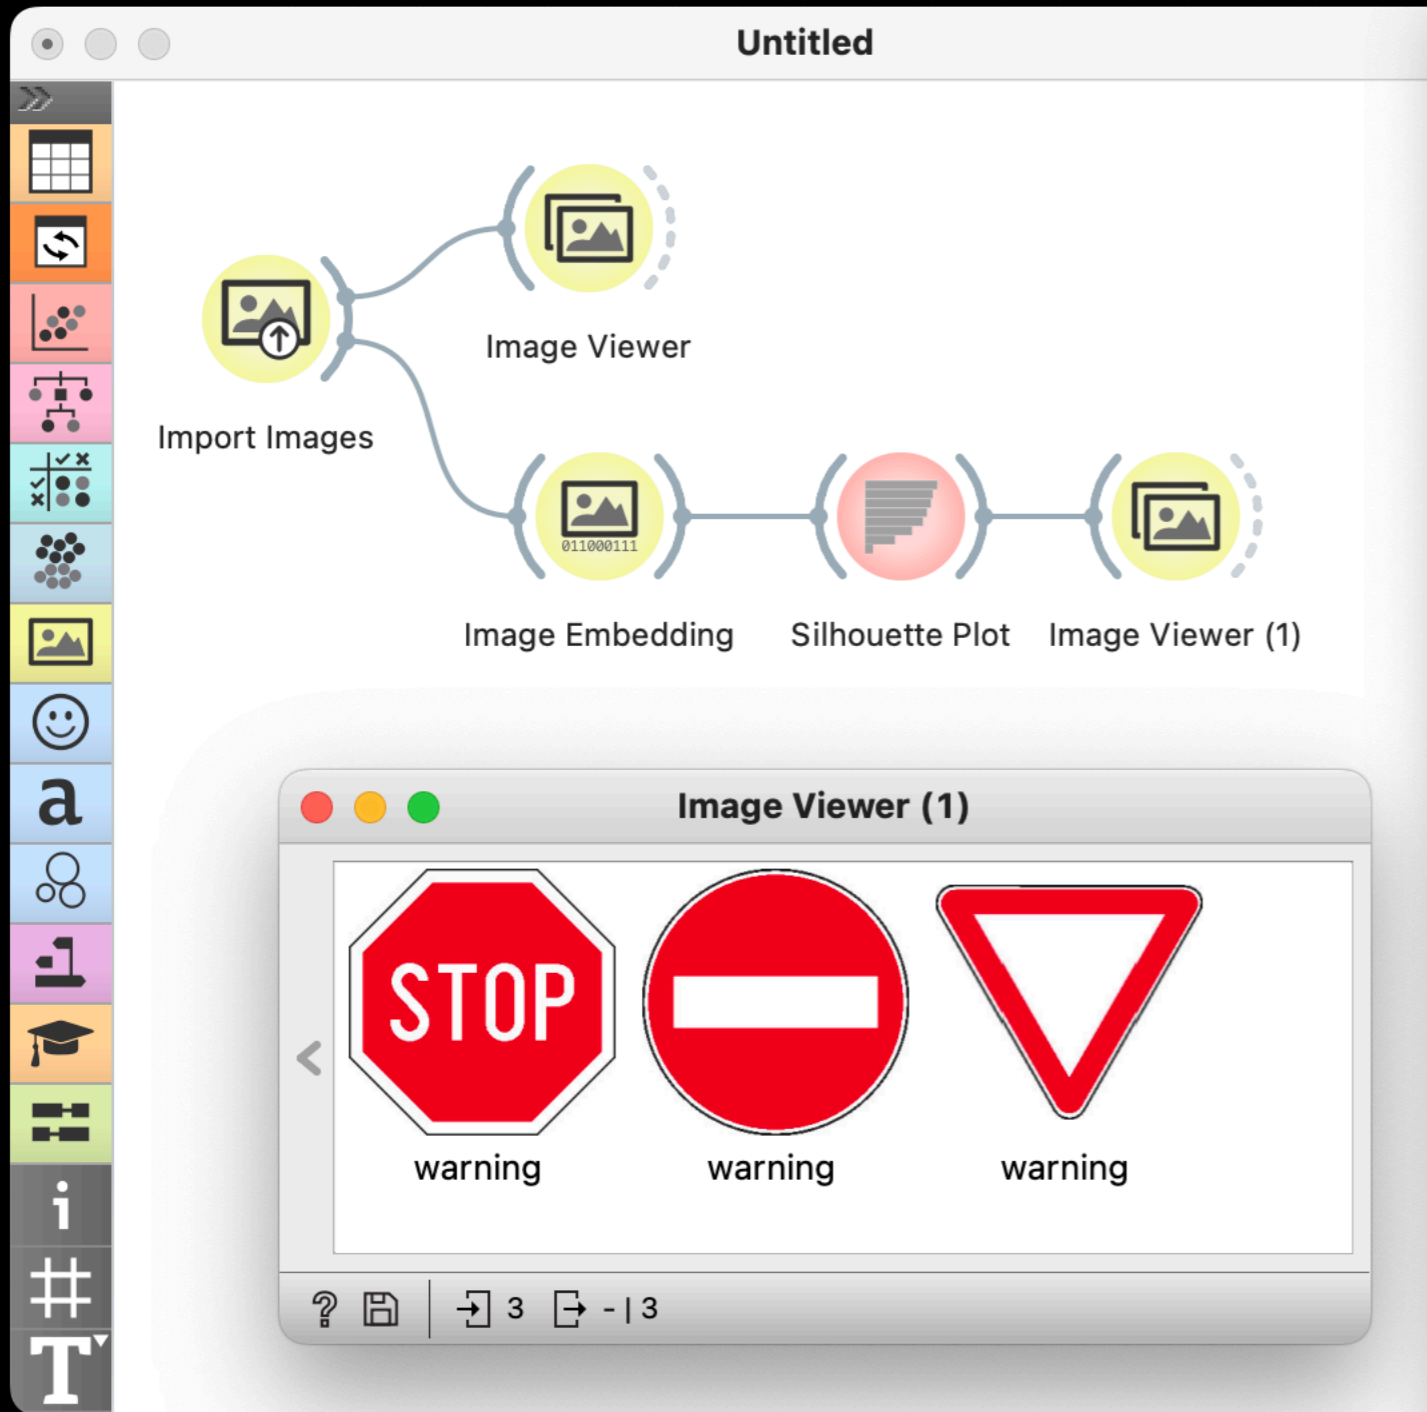 Untitled
Image Viewer
Import Images
011000111
Image Embedding
Silhouette Plot
Image Viewer (1)
a
i
#
T
Image Viewer (1)
STOP
warning
warning
warning
? 3 - | 3